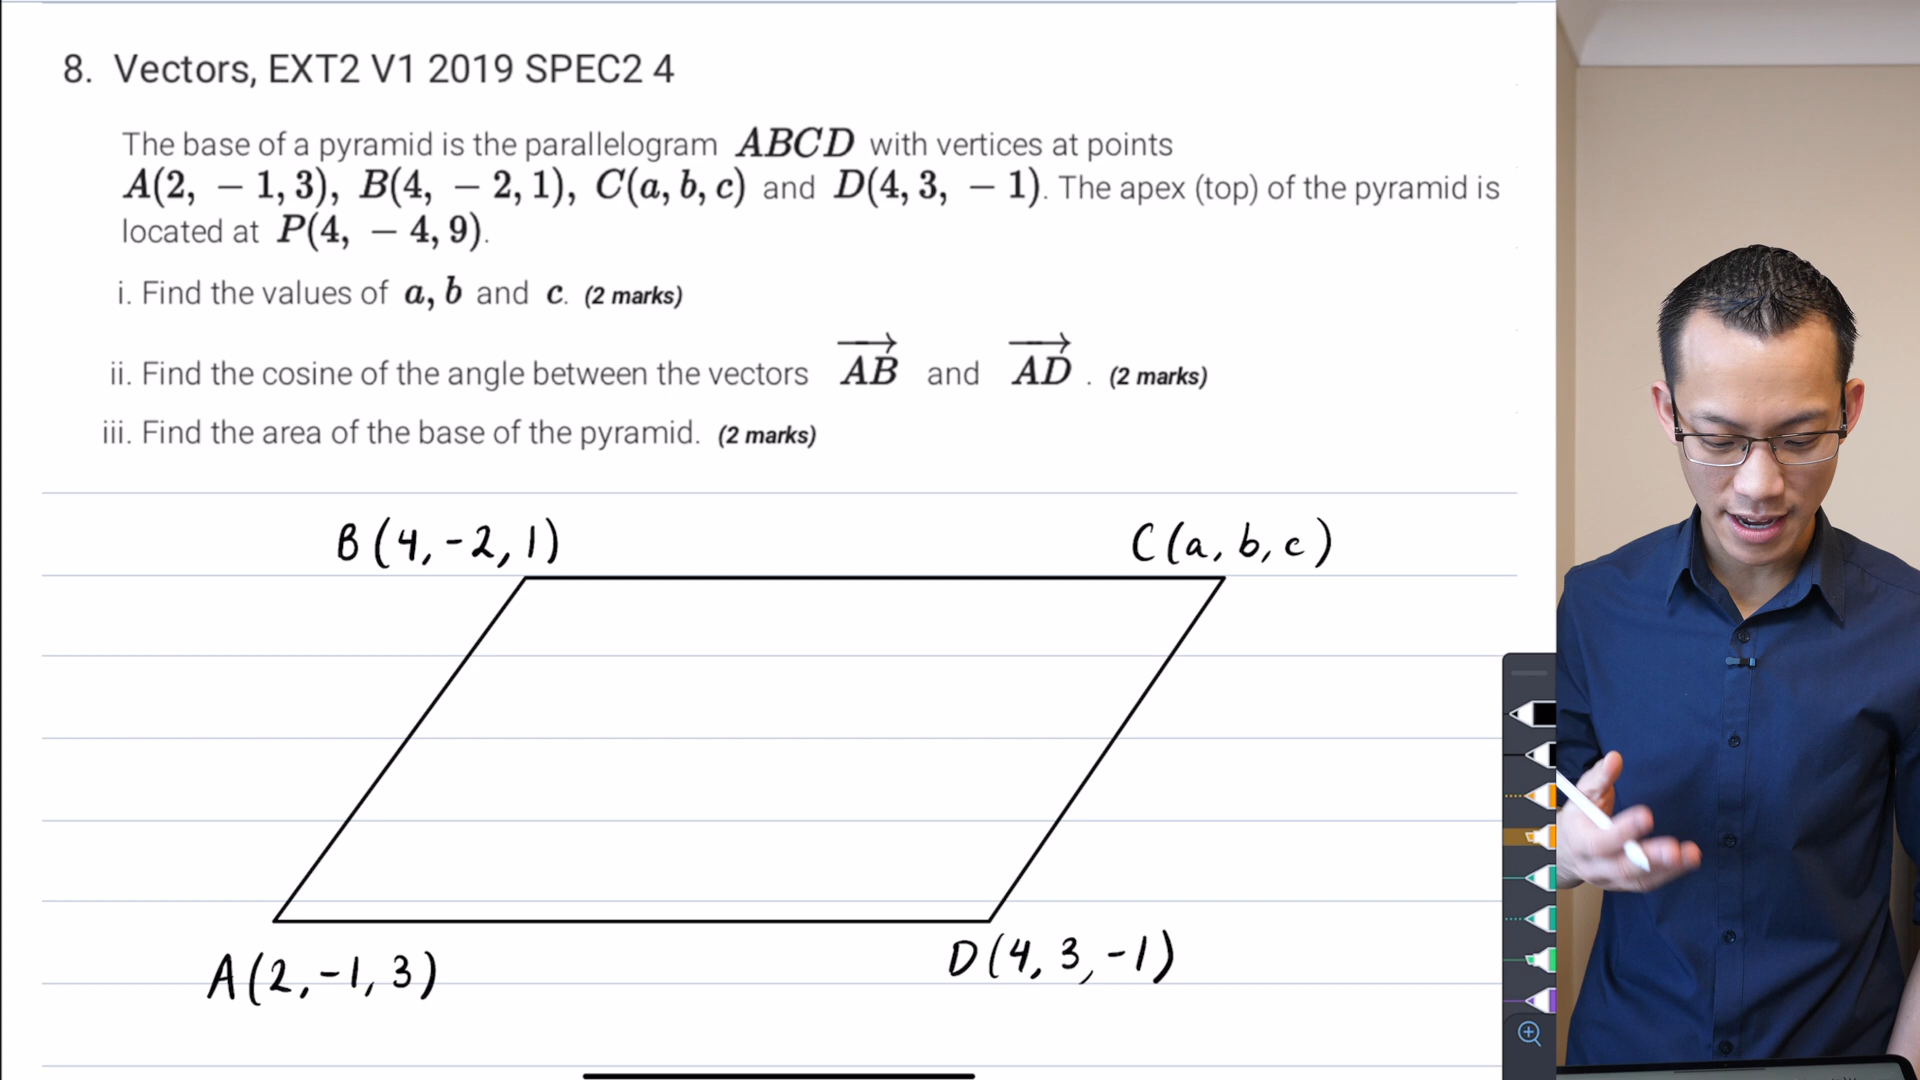 8. Vectors, EXT2 V1 2019 SPEC2 4
The base of a pyramid is the parallelogram ABCD with vertices at points
A(2, − 1, 3), B(4, − 2, 1), C(a, b, c) and D(4, 3, − 1). The apex (top) of the pyramid is
located at P(4, − 4, 9).
i. Find the values of a, b and c. (2 marks)
ii. Find the cosine of the angle between the vectors \overrightarrow{AB} and \overrightarrow{AD} . (2 marks)
iii. Find the area of the base of the pyramid. (2 marks)
B(4,-2,1)
C(a,b,c)
A(2,-1,3)
D(4,3,-1)